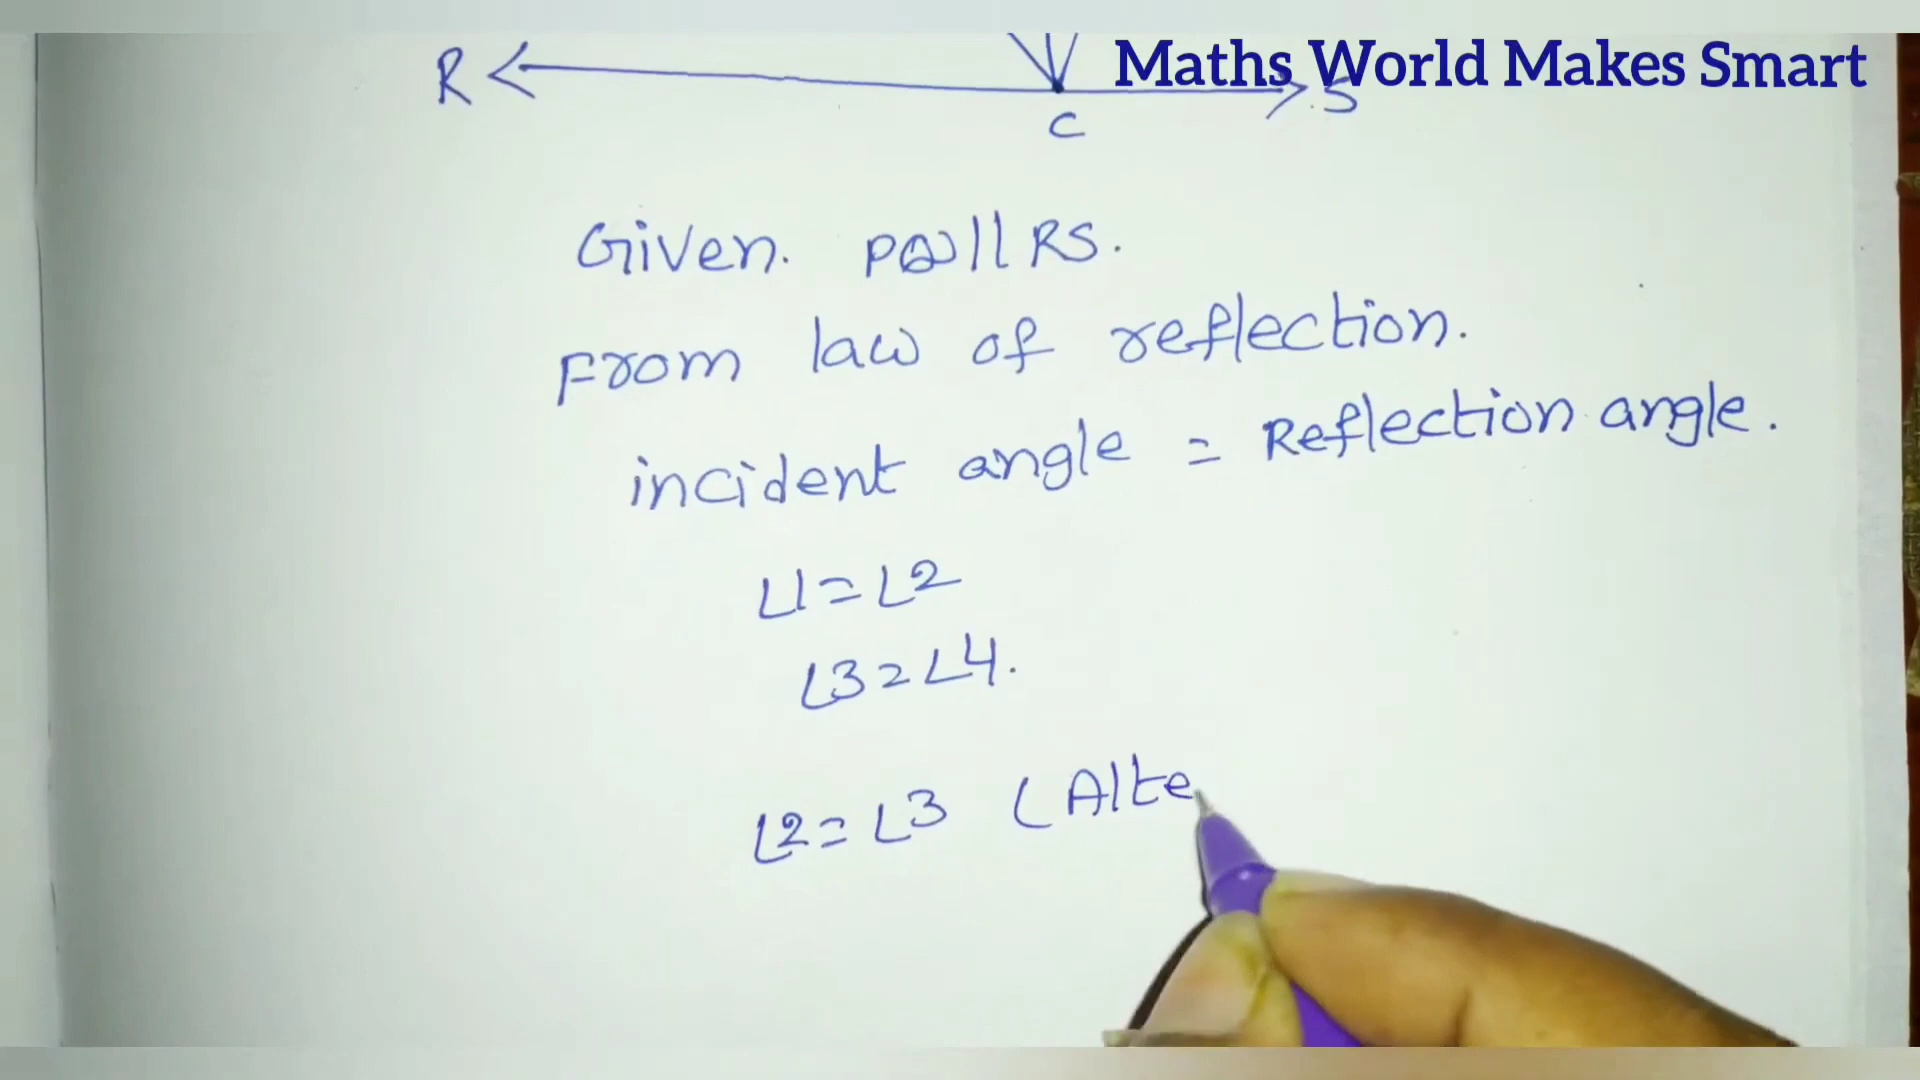 Maths World Makes Smart
R S
C
Given. PQ || RS.
From law of reflection.
incident angle = Reflection angle.
∠1 = ∠2
∠3 = ∠4.
∠2 = ∠3 (Alte